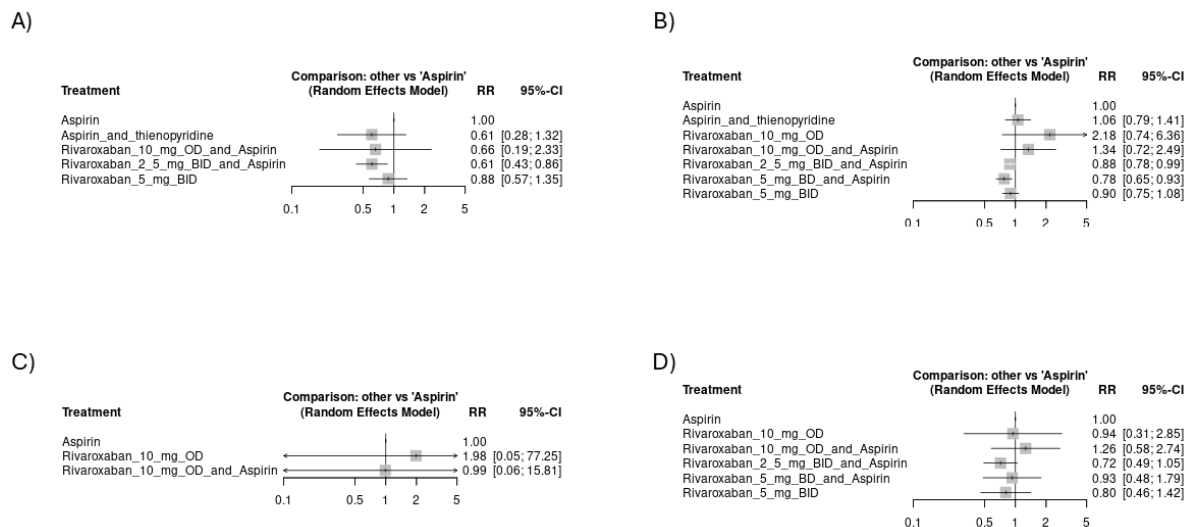 A)
Comparison: other vs 'Aspirin'
Treatment (Random Effects Model) RR 95%-CI
Aspirin 1.00
Aspirin_and_thienopyridine 0.61 [0.28; 1.32]
Rivaroxaban_10_mg_OD_and_Aspirin 0.66 [0.19; 2.33]
Rivaroxaban_2_5_mg_BID_and_Aspirin 0.61 [0.43; 0.86]
Rivaroxaban_5_mg_BID 0.88 [0.57; 1.35]
0.1 0.5 1 2 5
B)
Comparison: other vs 'Aspirin'
Treatment (Random Effects Model) RR 95%-CI
Aspirin 1.00
Aspirin_and_thienopyridine 1.06 [0.79; 1.41]
Rivaroxaban_10_mg_OD 2.18 [0.74; 6.36]
Rivaroxaban_10_mg_OD_and_Aspirin 1.34 [0.72; 2.49]
Rivaroxaban_2_5_mg_BID_and_Aspirin 0.88 [0.78; 0.99]
Rivaroxaban_5_mg_BD_and_Aspirin 0.78 [0.65; 0.93]
Rivaroxaban_5_mg_BID 0.90 [0.75; 1.08]
0.1 0.5 1 2 5
C)
Comparison: other vs 'Aspirin'
Treatment (Random Effects Model) RR 95%-CI
Aspirin 1.00
Rivaroxaban_10_mg_OD 1.98 [0.05; 77.25]
Rivaroxaban_10_mg_OD_and_Aspirin 0.99 [0.06; 15.81]
0.1 0.5 1 2 5
D)
Comparison: other vs 'Aspirin'
Treatment (Random Effects Model) RR 95%-CI
Aspirin 1.00
Rivaroxaban_10_mg_OD 0.94 [0.31; 2.85]
Rivaroxaban_10_mg_OD_and_Aspirin 1.26 [0.58; 2.74]
Rivaroxaban_2_5_mg_BID_and_Aspirin 0.72 [0.49; 1.05]
Rivaroxaban_5_mg_BD_and_Aspirin 0.93 [0.48; 1.79]
Rivaroxaban_5_mg_BID 0.80 [0.46; 1.42]
0.1 0.5 1 2 5